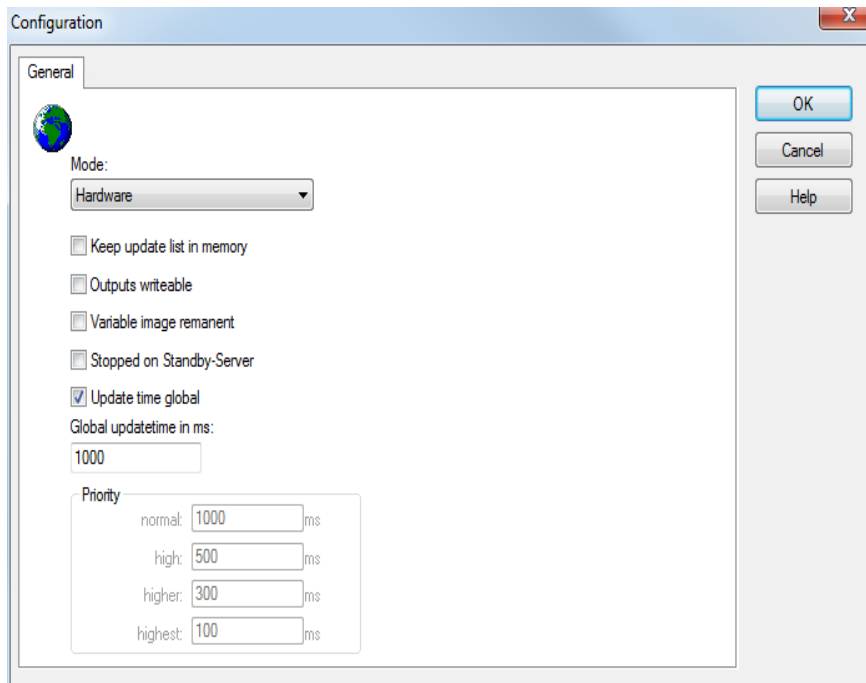 Configuration
X
General
OK
Cancel
Help
Mode:
Hardware
Keep update list in memory
Outputs writeable
Variable image remanent
Stopped on Standby-Server
Update time global
Global updatetime in ms:
1000
Priority
normal: 1000 ms
high: 500 ms
higher: 300 ms
highest: 100 ms